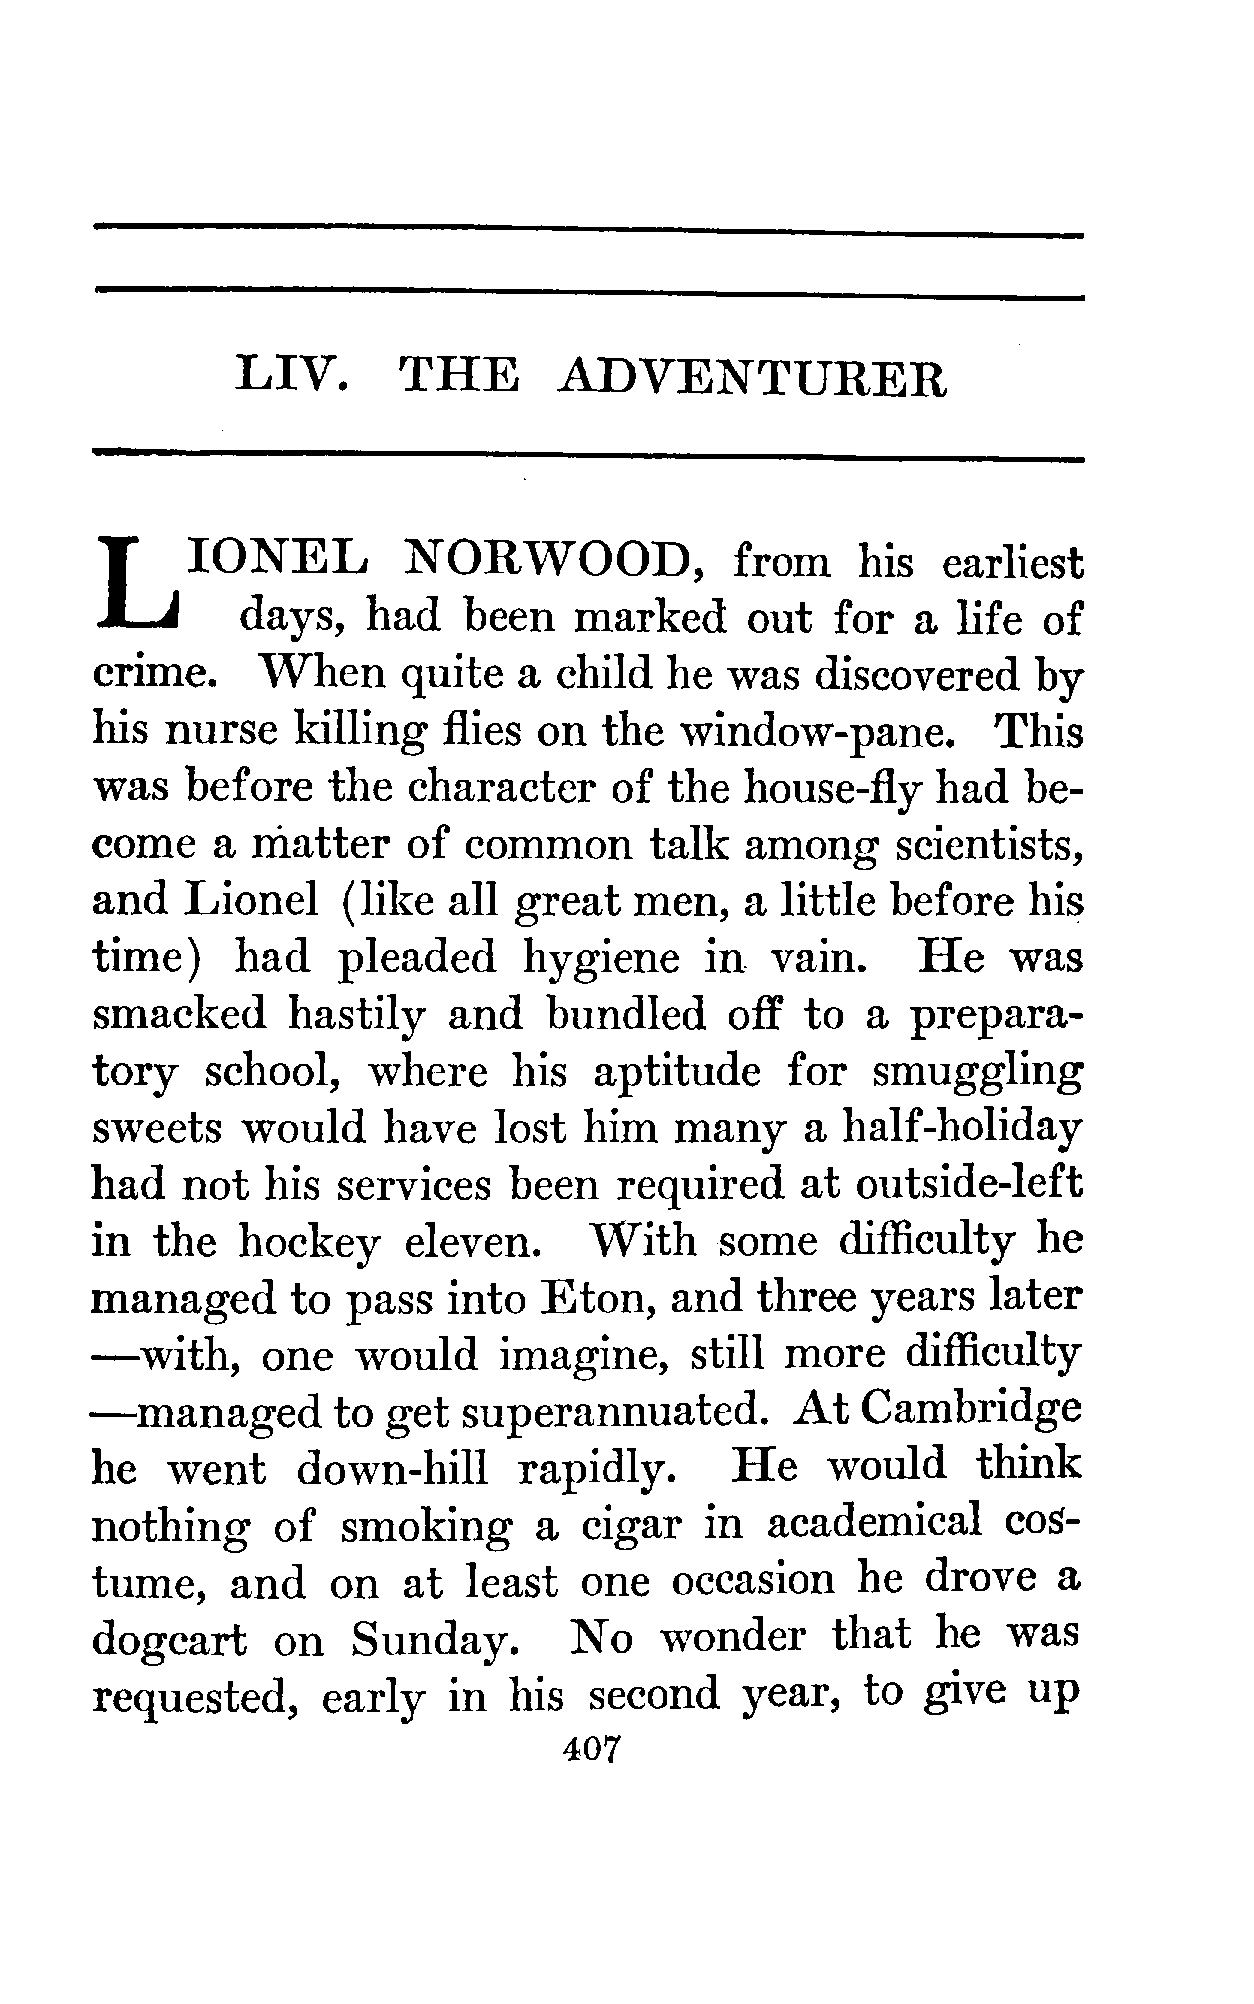 LIV. THE ADVENTURER
LIONEL NORWOOD, from his earliest
days, had been marked out for a life of
crime. When quite a child he was discovered by
his nurse killing flies on the window-pane. This
was before the character of the house-fly had be-
come a matter of common talk among scientists,
and Lionel (like all great men, a little before his
time) had pleaded hygiene in vain. He was
smacked hastily and bundled off to a prepara-
tory school, where his aptitude for smuggling
sweets would have lost him many a half-holiday
had not his services been required at outside-left
in the hockey eleven. With some difficulty he
managed to pass into Eton, and three years later
—with, one would imagine, still more difficulty
—managed to get superannuated. At Cambridge
he went down-hill rapidly. He would think
nothing of smoking a cigar in academical cos-
tume, and on at least one occasion he drove a
dogcart on Sunday. No wonder that he was
requested, early in his second year, to give up
407